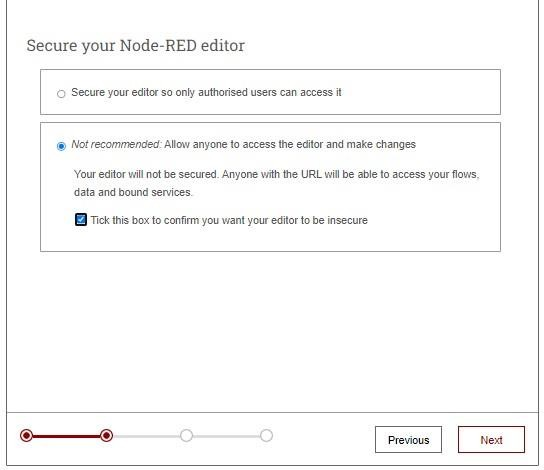 Secure your Node-RED editor
Secure your editor so only authorised users can access it
Not recommended: Allow anyone to access the editor and make changes
Your editor will not be secured. Anyone with the URL will be able to access your flows,
data and bound services.
Tick this box to confirm you want your editor to be insecure
Previous
Next